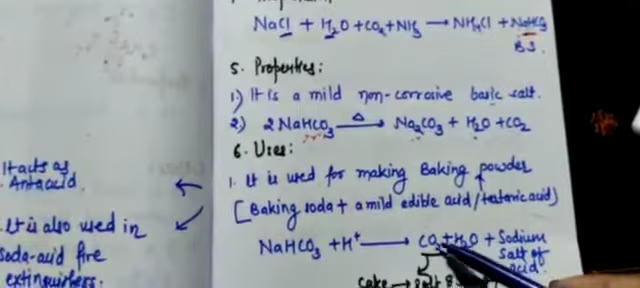 NaCl + H₂O + CO₂ + NH₃ → NH₄Cl + NaHCO₃
B.S.
5. Properties:
1) It is a mild non-corrosive basic salt.
2) 2NaHCO₃ —Δ→ Na₂CO₃ + H₂O + CO₂
6. Uses:
1. It is used for making Baking powder
[Baking soda + a mild edible acid/tartaric acid)
NaHCO₃ + H⁺ → CO₂ + H₂O + Sodium
salt of
acid.
Cake →
It acts as
Antacid.
It is also used in
soda-acid fire
extinguishers.